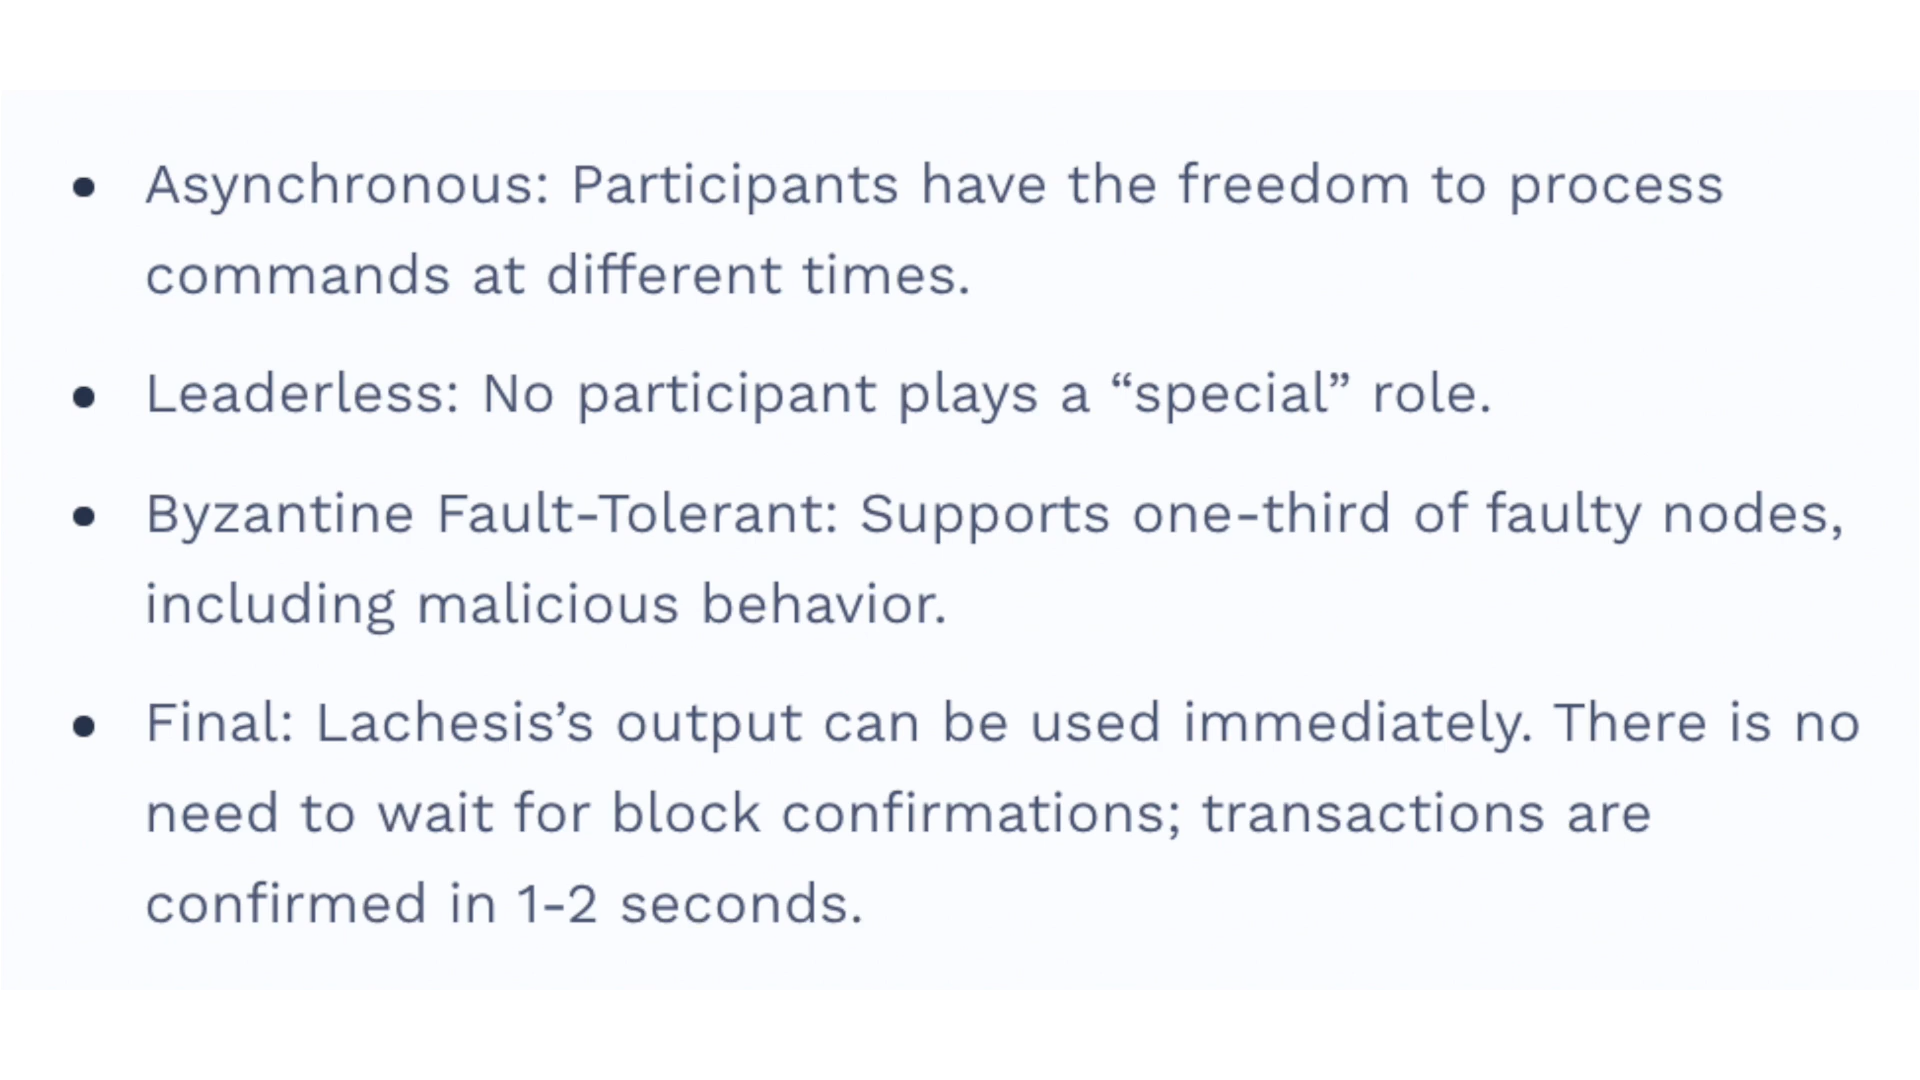 • Asynchronous: Participants have the freedom to process
commands at different times.
• Leaderless: No participant plays a “special” role.
• Byzantine Fault-Tolerant: Supports one-third of faulty nodes,
including malicious behavior.
• Final: Lachesis’s output can be used immediately. There is no
need to wait for block confirmations; transactions are
confirmed in 1-2 seconds.